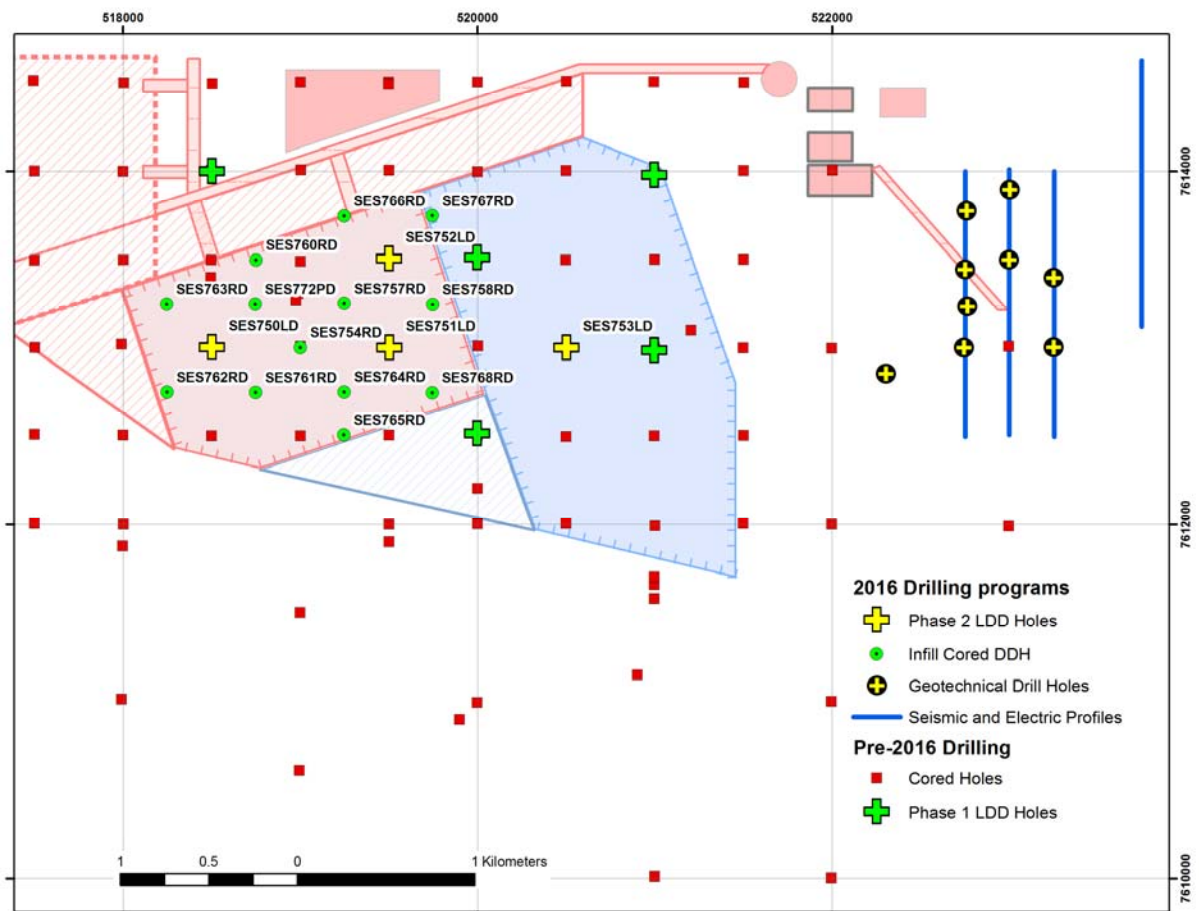 518000 520000 522000
7614000
7612000
7610000
SES766RD SES767RD
SES752LD
SES760RD
SES763RD SES772PD SES757RD SES758RD
SES750LD SES754RD SES751LD SES753LD
SES762RD SES761RD SES764RD SES768RD
SES765RD
2016 Drilling programs
Phase 2 LDD Holes
Infill Cored DDH
Geotechnical Drill Holes
Seismic and Electric Profiles
Pre-2016 Drilling
Cored Holes
Phase 1 LDD Holes
1 0.5 0 1 Kilometers